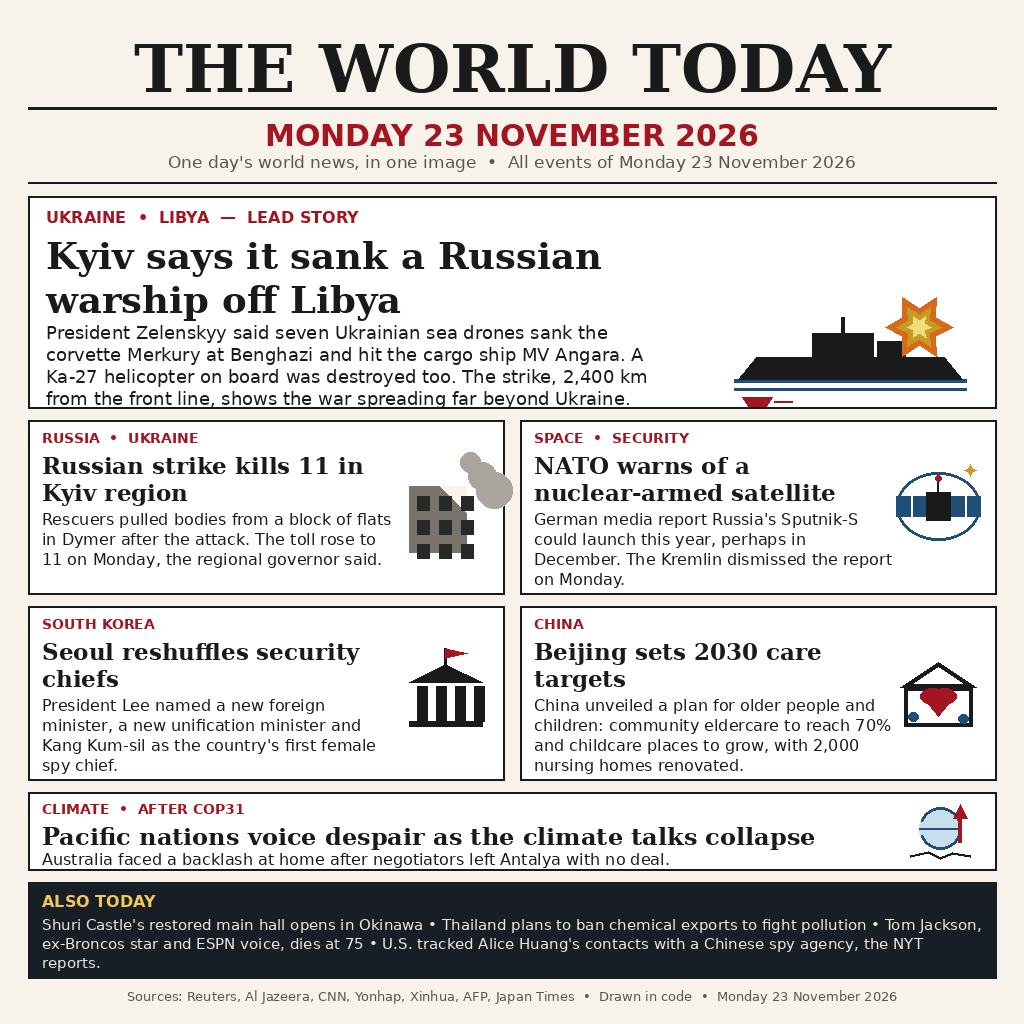 THE WORLD TODAY
MONDAY 23 NOVEMBER 2026
One day's world news, in one image • All events of Monday 23 November 2026
UKRAINE • LIBYA — LEAD STORY
Kyiv says it sank a Russian
warship off Libya
President Zelenskyy said seven Ukrainian sea drones sank the
corvette Merkury at Benghazi and hit the cargo ship MV Angara. A
Ka-27 helicopter on board was destroyed too. The strike, 2,400 km
from the front line, shows the war spreading far beyond Ukraine.
RUSSIA • UKRAINE
Russian strike kills 11 in
Kyiv region
Rescuers pulled bodies from a block of flats
in Dymer after the attack. The toll rose to
11 on Monday, the regional governor said.
SPACE • SECURITY
NATO warns of a
nuclear-armed satellite
German media report Russia's Sputnik-S
could launch this year, perhaps in
December. The Kremlin dismissed the report
on Monday.
SOUTH KOREA
Seoul reshuffles security
chiefs
President Lee named a new foreign
minister, a new unification minister and
Kang Kum-sil as the country's first female
spy chief.
CHINA
Beijing sets 2030 care
targets
China unveiled a plan for older people and
children: community eldercare to reach 70%
and childcare places to grow, with 2,000
nursing homes renovated.
CLIMATE • AFTER COP31
Pacific nations voice despair as the climate talks collapse
Australia faced a backlash at home after negotiators left Antalya with no deal.
ALSO TODAY
Shuri Castle's restored main hall opens in Okinawa • Thailand plans to ban chemical exports to fight pollution • Tom Jackson,
ex-Broncos star and ESPN voice, dies at 75 • U.S. tracked Alice Huang's contacts with a Chinese spy agency, the NYT
reports.
Sources: Reuters, Al Jazeera, CNN, Yonhap, Xinhua, AFP, Japan Times • Drawn in code • Monday 23 November 2026